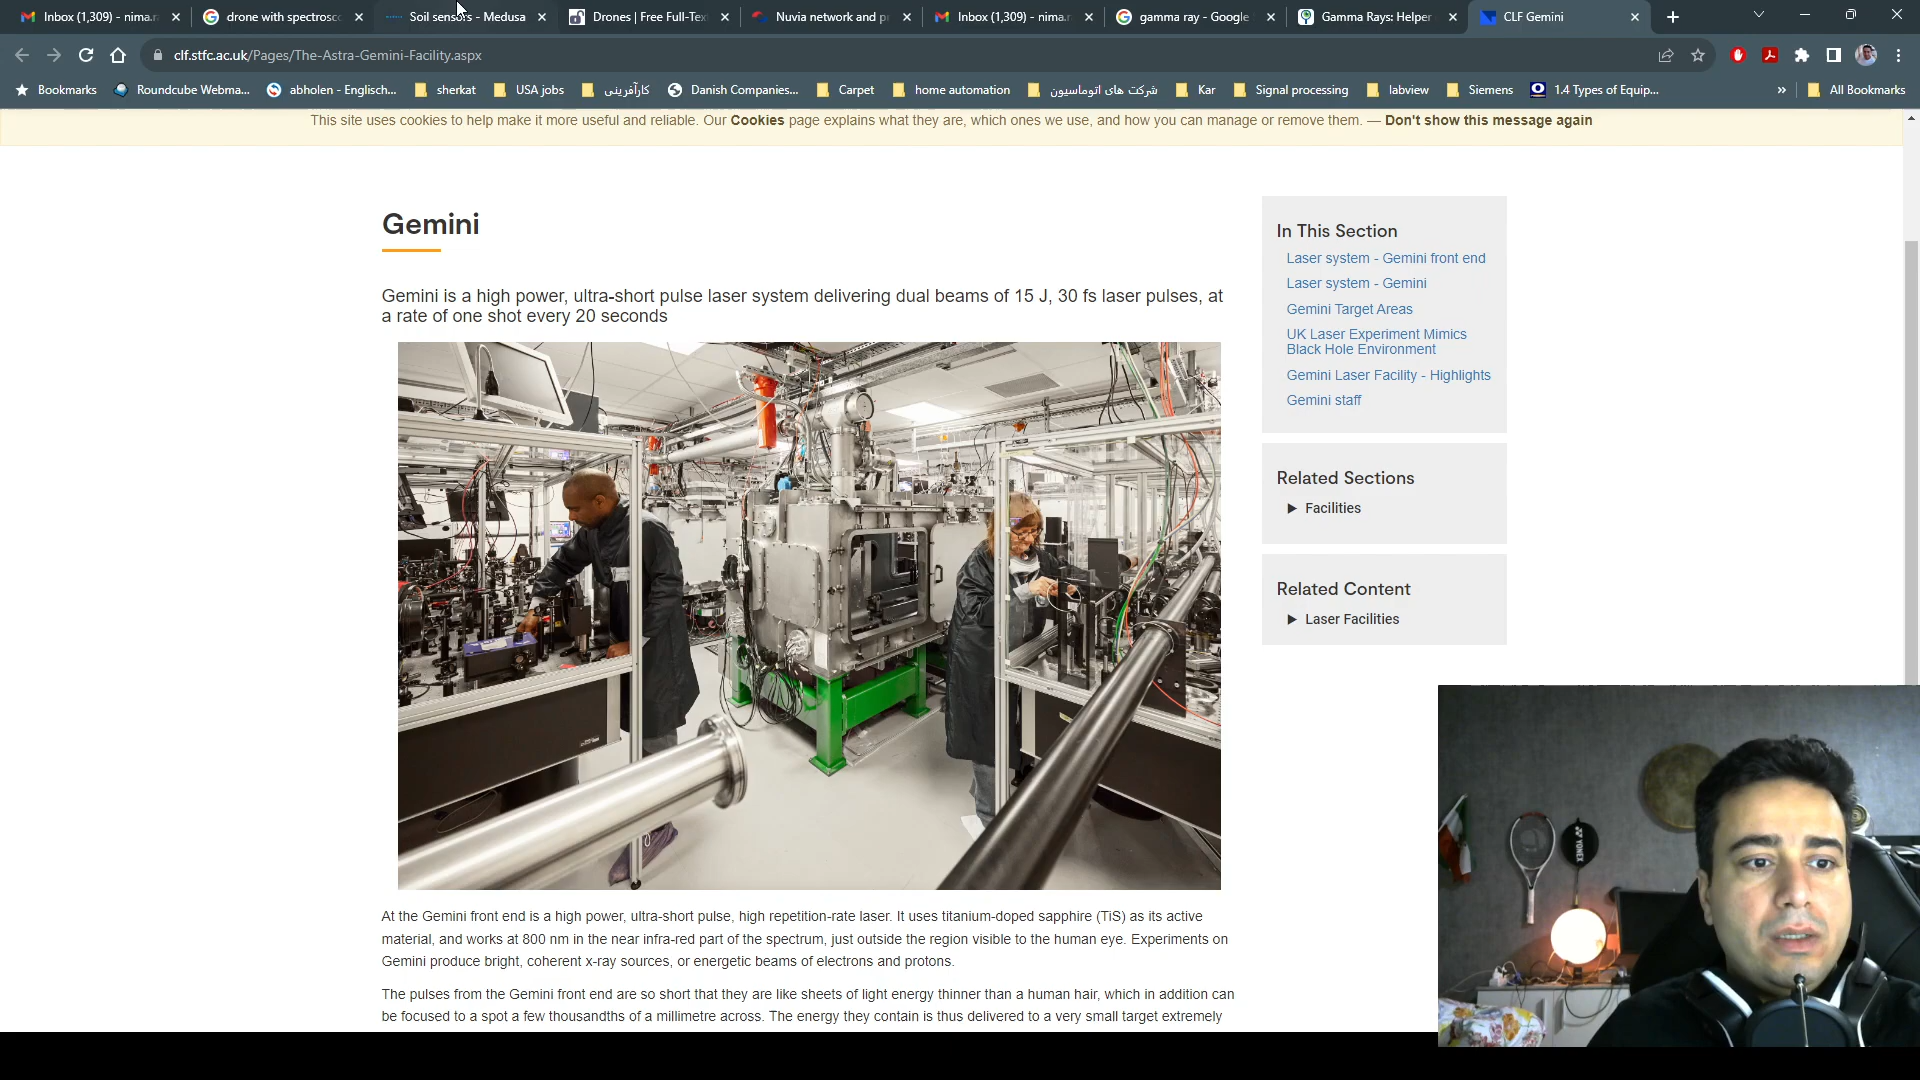 Inbox (1,309) - nima.r
drone with spectrosco
Soil sensors - Medusa
Drones | Free Full-Tex
Nuvia network and p
Inbox (1,309) - nima.r
gamma ray - Google
Gamma Rays: Helper
CLF Gemini
clf.stfc.ac.uk/Pages/The-Astra-Gemini-Facility.aspx
Bookmarks
Roundcube Webma...
abholen - Englisch...
sherkat
USA jobs
کارآفرینی
Danish Companies...
Carpet
home automation
شرکت های اتوماسیون
Kar
Signal processing
labview
Siemens
1.4 Types of Equip...
»
All Bookmarks
This site uses cookies to help make it more useful and reliable. Our Cookies page explains what they are, which ones we use, and how you can manage or remove them. — Don't show this message again
Gemini
Gemini is a high power, ultra-short pulse laser system delivering dual beams of 15 J, 30 fs laser pulses, at
a rate of one shot every 20 seconds
At the Gemini front end is a high power, ultra-short pulse, high repetition-rate laser. It uses titanium-doped sapphire (TiS) as its active
material, and works at 800 nm in the near infra-red part of the spectrum, just outside the region visible to the human eye. Experiments on
Gemini produce bright, coherent x-ray sources, or energetic beams of electrons and protons.
The pulses from the Gemini front end are so short that they are like sheets of light energy thinner than a human hair, which in addition can
be focused to a spot a few thousandths of a millimetre across. The energy they contain is thus delivered to a very small target extremely
In This Section
Laser system - Gemini front end
Laser system - Gemini
Gemini Target Areas
UK Laser Experiment Mimics
Black Hole Environment
Gemini Laser Facility - Highlights
Gemini staff
Related Sections
Facilities
Related Content
Laser Facilities
YONEX